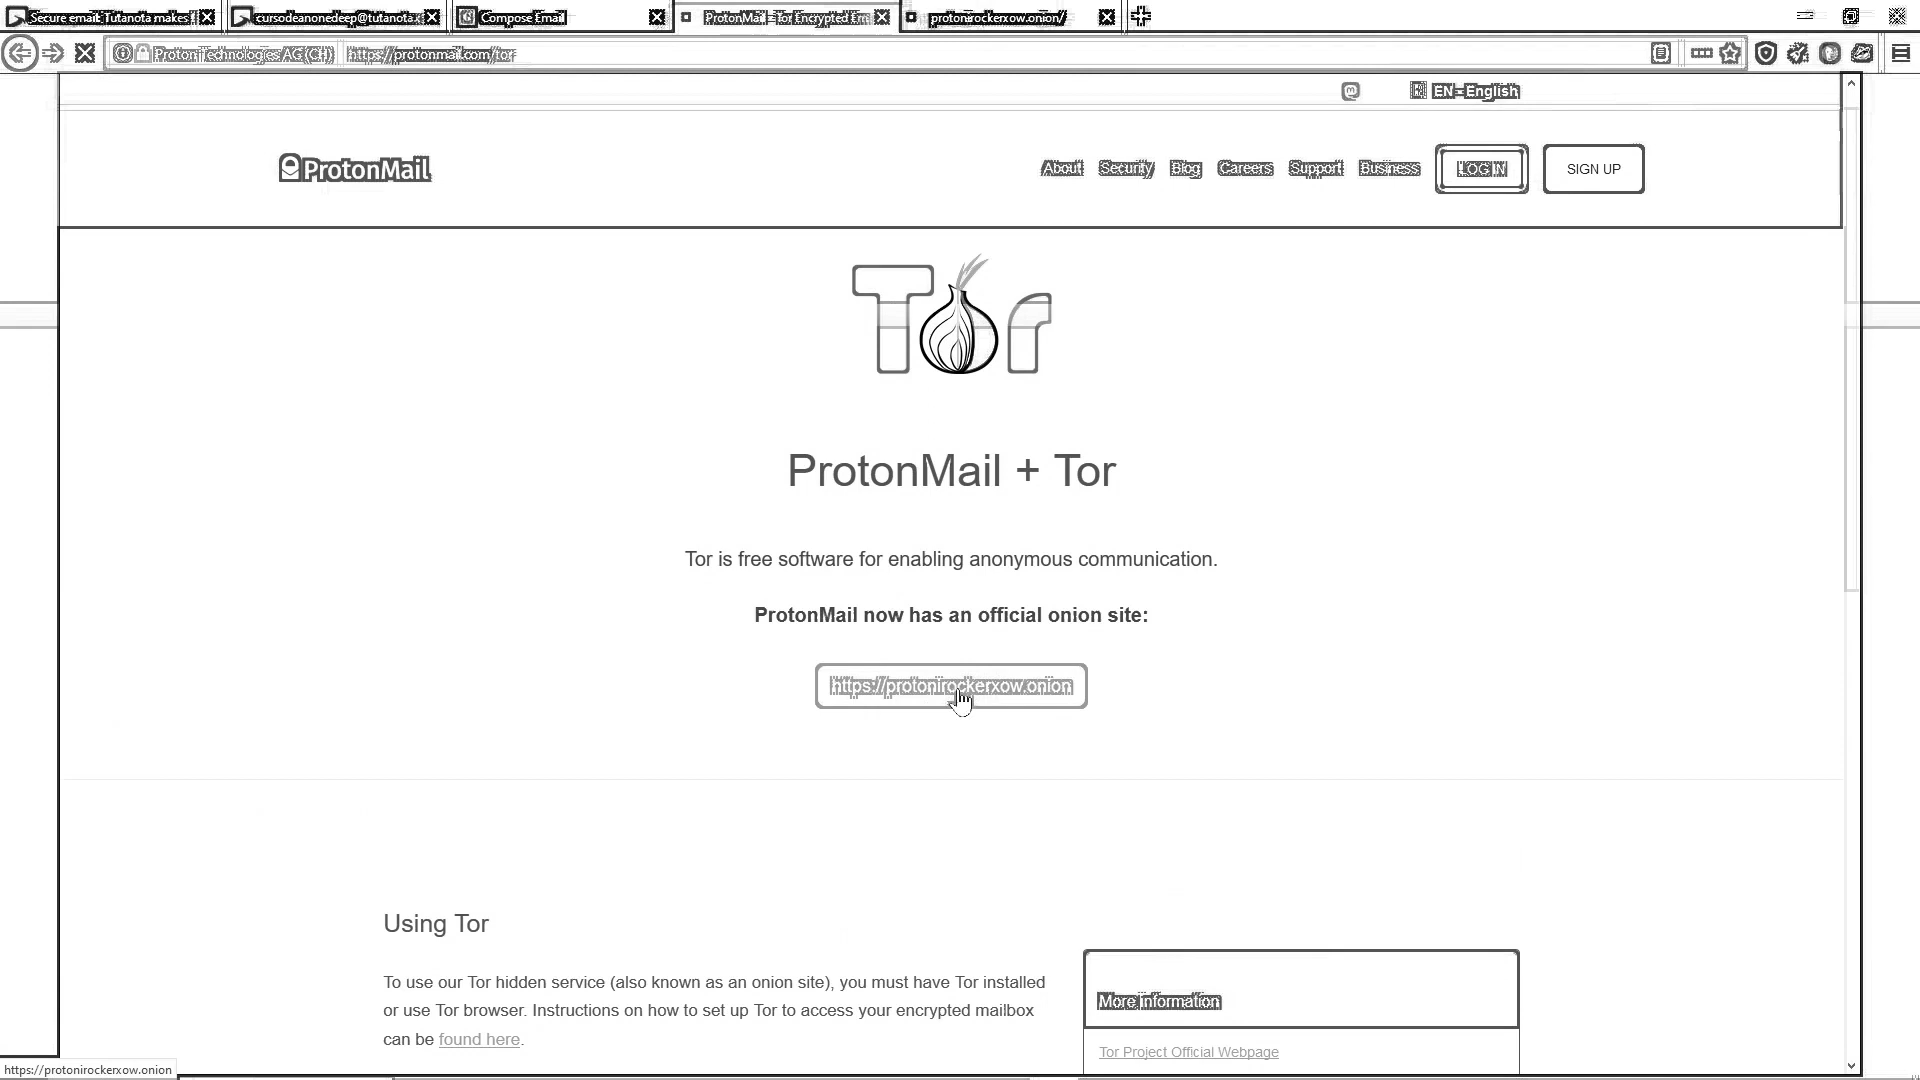 Secure email: Tutanota makes
cursodeanonedeep@tutanota.c
Compose Email
ProtonMail - Tor Encrypted Em
protonirockerxow.onion/
Proton Technologies AG (CH)
https://protonmail.com/tor
EN - English
ProtonMail
About
Security
Blog
Careers
Support
Business
LOG IN
SIGN UP
Tor
ProtonMail + Tor
Tor is free software for enabling anonymous communication.
ProtonMail now has an official onion site:
https://protonirockerxow.onion
Using Tor
To use our Tor hidden service (also known as an onion site), you must have Tor installed
or use Tor browser. Instructions on how to set up Tor to access your encrypted mailbox
can be found here.
More information
Tor Project Official Webpage
https://protonirockerxow.onion